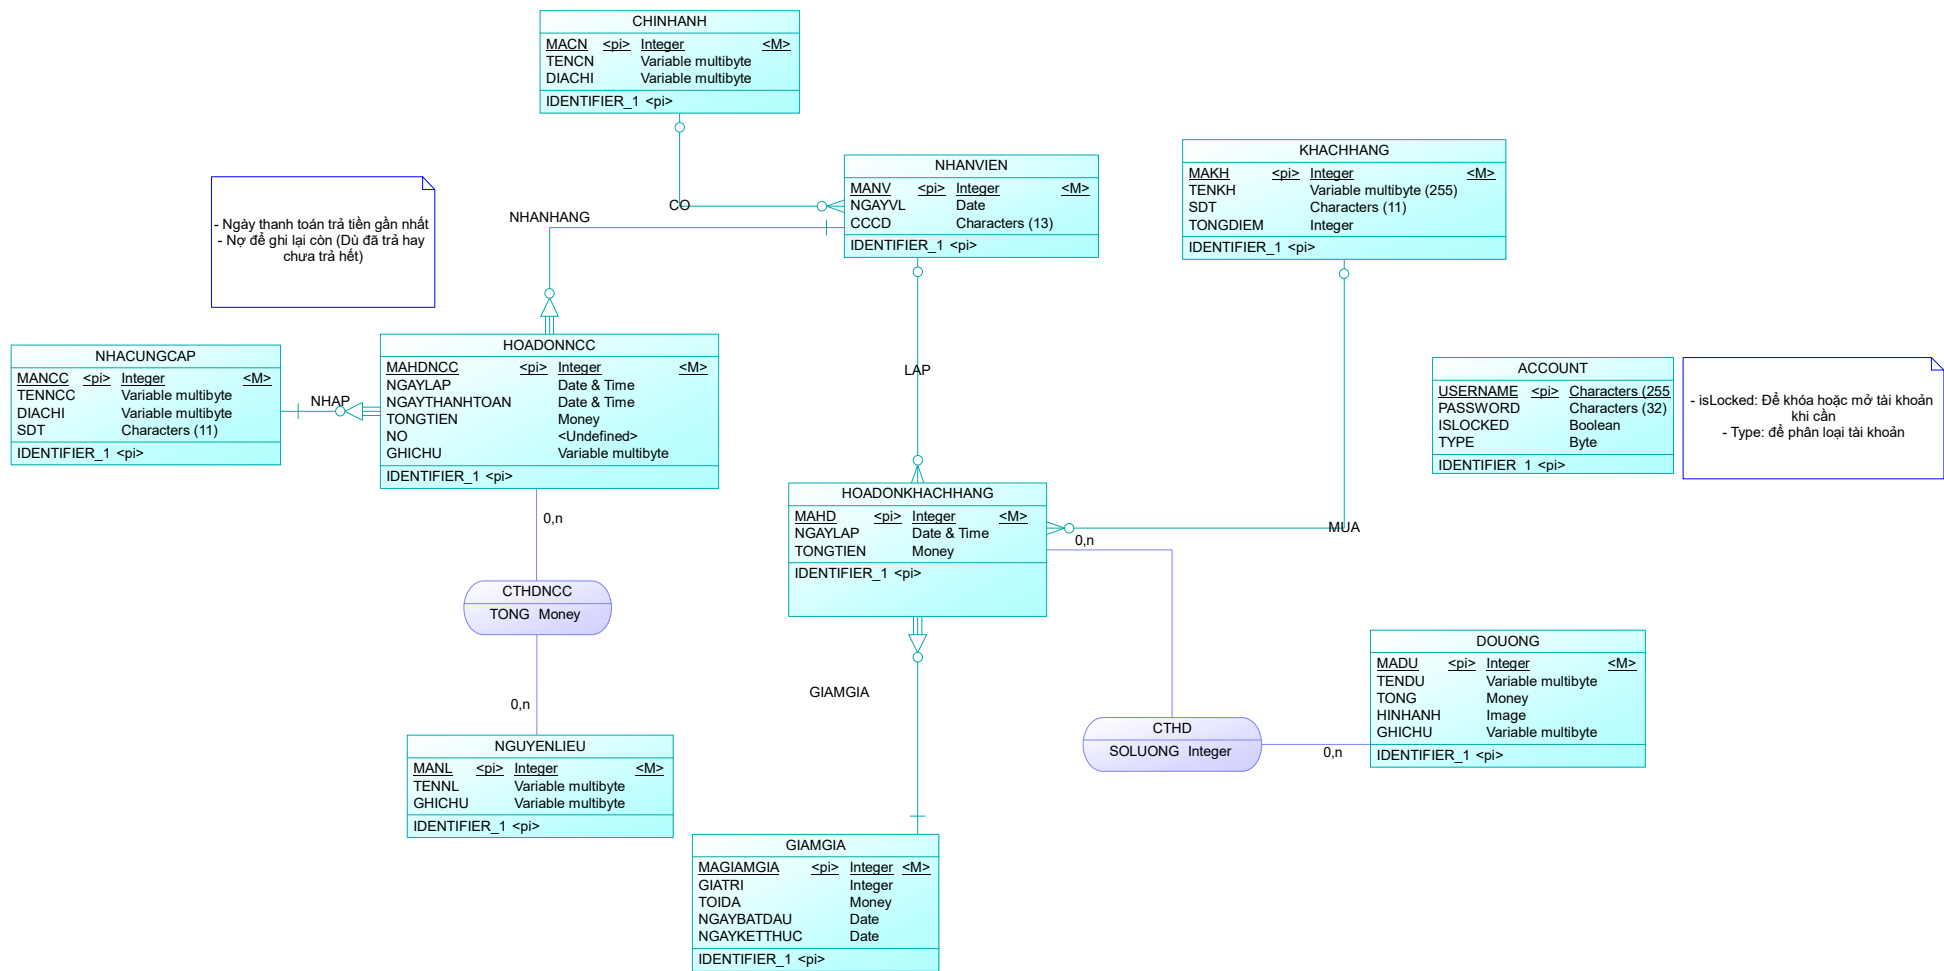 CHINHANH
MACN <pi> Integer <M>
TENCN Variable multibyte
DIACHI Variable multibyte
IDENTIFIER_1 <pi>
CO
NHANVIEN
MANV <pi> Integer <M>
NGAYVL Date
CCCD Characters (13)
IDENTIFIER_1 <pi>
KHACHHANG
MAKH <pi> Integer <M>
TENKH Variable multibyte (255)
SDT Characters (11)
TONGDIEM Integer
IDENTIFIER_1 <pi>
- Ngày thanh toán trả tiền gần nhất
- Nợ để ghi lại còn (Dù đã trả hay
chưa trả hết)
NHANHANG
NHACUNGCAP
MANCC <pi> Integer <M>
TENNCC Variable multibyte
DIACHI Variable multibyte
SDT Characters (11)
IDENTIFIER_1 <pi>
NHAP
HOADONNCC
MAHDNCC <pi> Integer <M>
NGAYLAP Date & Time
NGAYTHANHTOAN Date & Time
TONGTIEN Money
NO <Undefined>
GHICHU Variable multibyte
IDENTIFIER_1 <pi>
LAP
ACCOUNT
USERNAME <pi> Characters (255
PASSWORD Characters (32)
ISLOCKED Boolean
TYPE Byte
IDENTIFIER_1 <pi>
- isLocked: Để khóa hoặc mở tài khoản
khi cần
- Type: để phân loại tài khoản
HOADONKHACHHANG
MAHD <pi> Integer <M>
NGAYLAP Date & Time
TONGTIEN Money
IDENTIFIER_1 <pi>
MUA
0,n
0,n
CTHDNCC
TONG Money
0,n
NGUYENLIEU
MANL <pi> Integer <M>
TENNL Variable multibyte
GHICHU Variable multibyte
IDENTIFIER_1 <pi>
GIAMGIA
CTHD
SOLUONG Integer
0,n
DOUONG
MADU <pi> Integer <M>
TENDU Variable multibyte
TONG Money
HINHANH Image
GHICHU Variable multibyte
IDENTIFIER_1 <pi>
GIAMGIA
MAGIAMGIA <pi> Integer <M>
GIATRI Integer
TOIDA Money
NGAYBATDAU Date
NGAYKETTHUC Date
IDENTIFIER_1 <pi>